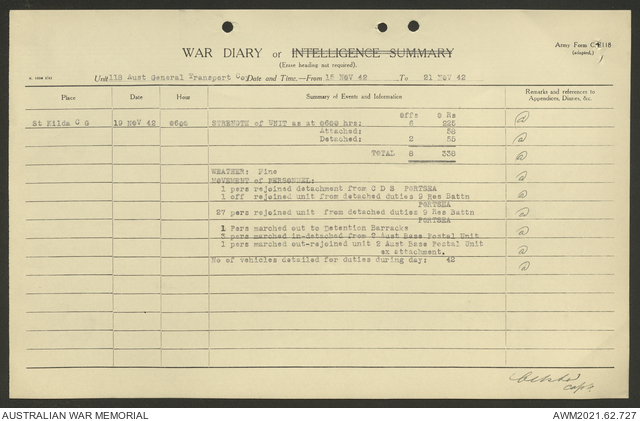 WAR DIARY or INTELLIGENCE SUMMARY
Army Form C 2118
(adapted.)
(Erase heading not required).
Unit 118 Aust General Transport Coy Date and Time.—From 15 NOV 42 To 21 NOV 42
Place Date Hour Summary of Events and Information Remarks and references to Appendices, Diaries, &c.
Offs O Rs
St Kilda C G 19 NOV 42 0600 STRENGTH of UNIT as at 0600 hrs: 6 225
Attached: 58
Detached: 2 55
TOTAL 8 338
WEATHER: Fine
MOVEMENT of PERSONNEL:
1 pers rejoined detachment from C D S PORTSEA
1 off rejoined unit from detached duties 9 Res Battn
PORTSEA
27 pers rejoined unit from detached duties 9 Res Battn
PORTSEA
1 Pers marched out to Detention Barracks
3 pers marched in-detached from 2 Aust Base Postal Unit
1 pers marched out-rejoined unit 2 Aust Base Postal Unit
ex attachment.
No of vehicles detailed for duties during day: 42
Capt.
AUSTRALIAN WAR MEMORIAL
AWM2021.62.727